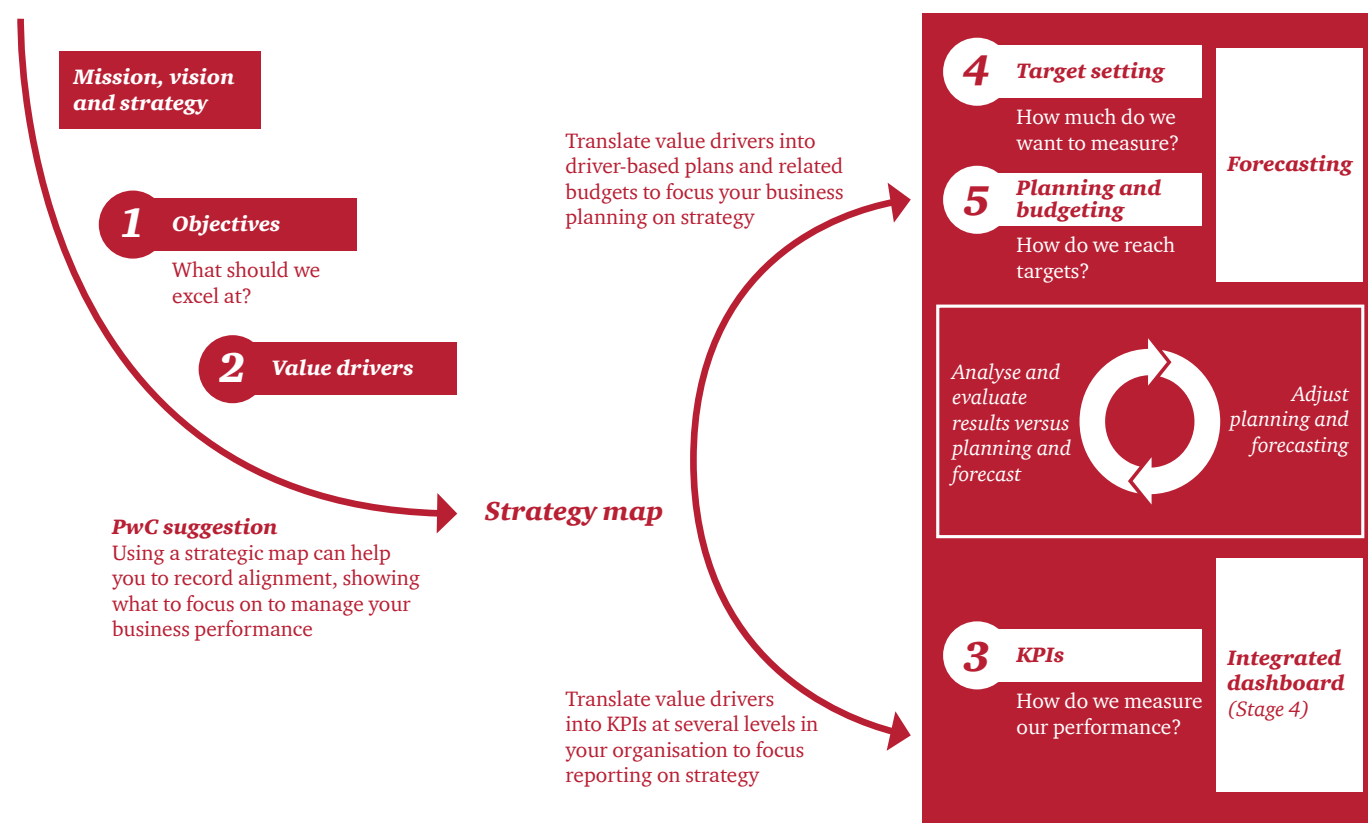 Mission, vision
and strategy
1
Objectives
What should we
excel at?
2
Value drivers
PwC suggestion
Using a strategic map can help
you to record alignment, showing
what to focus on to manage your
business performance
Strategy map
Translate value drivers into
driver-based plans and related
budgets to focus your business
planning on strategy
Translate value drivers
into KPIs at several levels in
your organisation to focus
reporting on strategy
4
Target setting
How much do we
want to measure?
5
Planning and
budgeting
How do we reach
targets?
Forecasting
Analyse and
evaluate
results versus
planning and
forecast
Adjust
planning and
forecasting
3
KPIs
How do we measure
our performance?
Integrated
dashboard
(Stage 4)